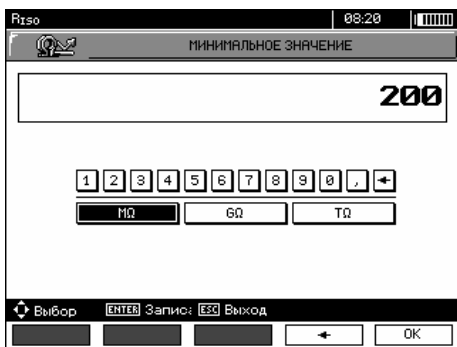 Riso 08:20
МИНИМАЛЬНОЕ ЗНАЧЕНИЕ
200
1 2 3 4 5 6 7 8 9 0 , ←
MΩ GΩ TΩ
Выбор ENTER Запис: ESC Выход
← OK